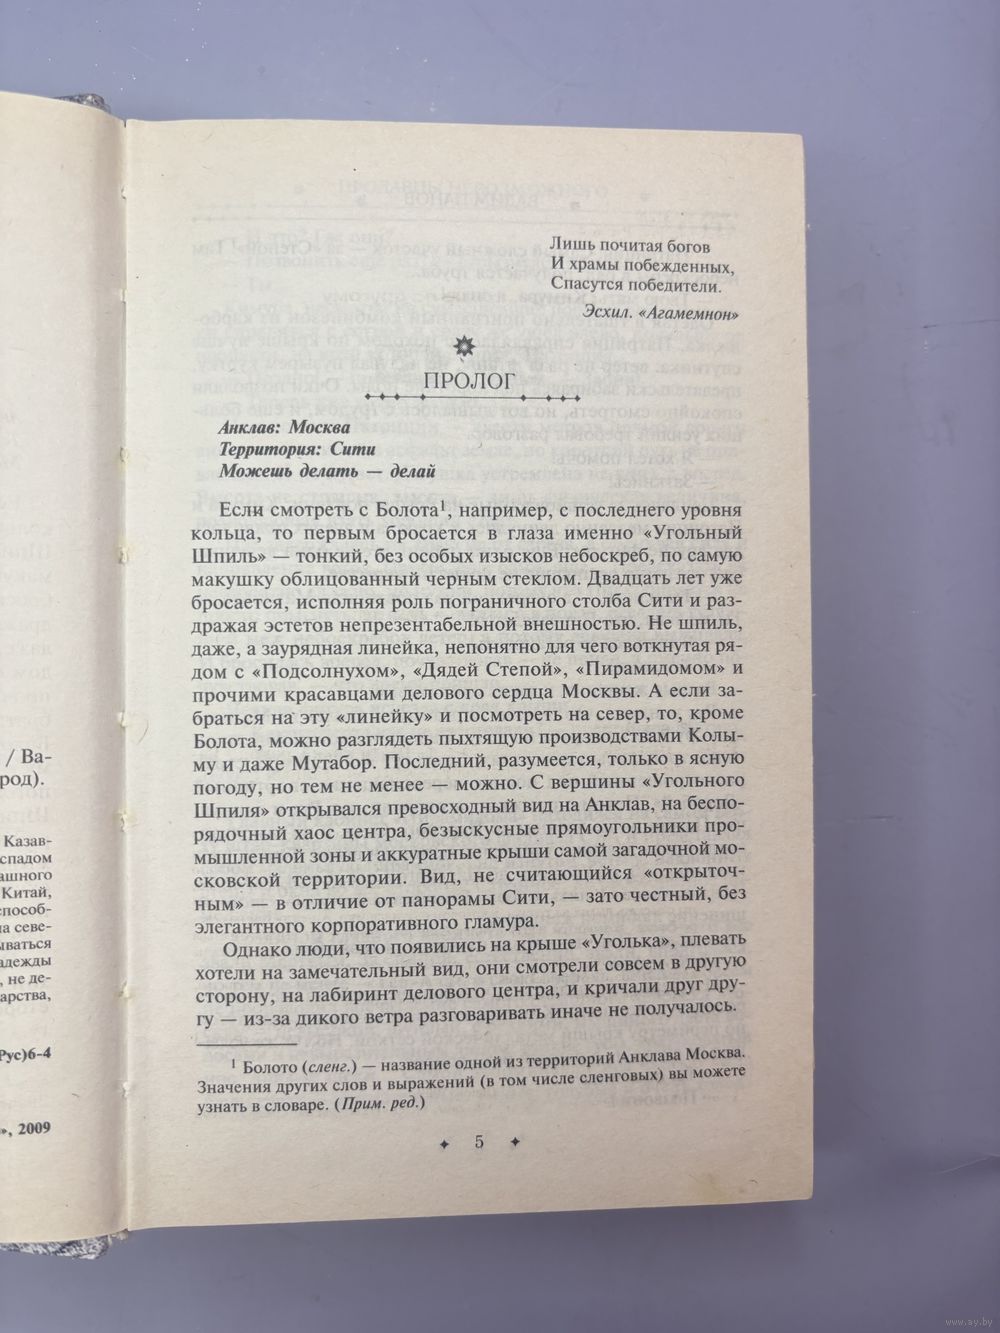 / Ва-
род).
Казав-
спадом
ашного
Китай,
способ-
на севе-
ываться
адежды
, не де-
арства,
Рус)6-4
», 2009
Лишь почитая богов
И храмы побежденных,
Спасутся победители.
Эсхил. «Агамемнон»
ПРОЛОГ
Анклав: Москва
Территория: Сити
Можешь делать — делай
Если смотреть с Болота¹, например, с последнего уровня
кольца, то первым бросается в глаза именно «Угольный
Шпиль» — тонкий, без особых изысков небоскреб, по самую
макушку облицованный черным стеклом. Двадцать лет уже
бросается, исполняя роль пограничного столба Сити и раз-
дражая эстетов непрезентабельной внешностью. Не шпиль,
даже, а заурядная линейка, непонятно для чего воткнутая ря-
дом с «Подсолнухом», «Дядей Степой», «Пирамидомом» и
прочими красавцами делового сердца Москвы. А если за-
браться на эту «линейку» и посмотреть на север, то, кроме
Болота, можно разглядеть пыхтящую производствами Колы-
му и даже Мутабор. Последний, разумеется, только в ясную
погоду, но тем не менее — можно. С вершины «Угольного
Шпиля» открывался превосходный вид на Анклав, на беспо-
рядочный хаос центра, безыскусные прямоугольники про-
мышленной зоны и аккуратные крыши самой загадочной мо-
сковской территории. Вид, не считающийся «открыточ-
ным» — в отличие от панорамы Сити, — зато честный, без
элегантного корпоративного гламура.
Однако люди, что появились на крыше «Уголька», плевать
хотели на замечательный вид, они смотрели совсем в другую
сторону, на лабиринт делового центра, и кричали друг дру-
гу — из-за дикого ветра разговаривать иначе не получалось.
¹ Болото (сленг.) — название одной из территорий Анклава Москва.
Значения других слов и выражений (в том числе сленговых) вы можете
узнать в словаре. (Прим. ред.)
5
www.ay.by